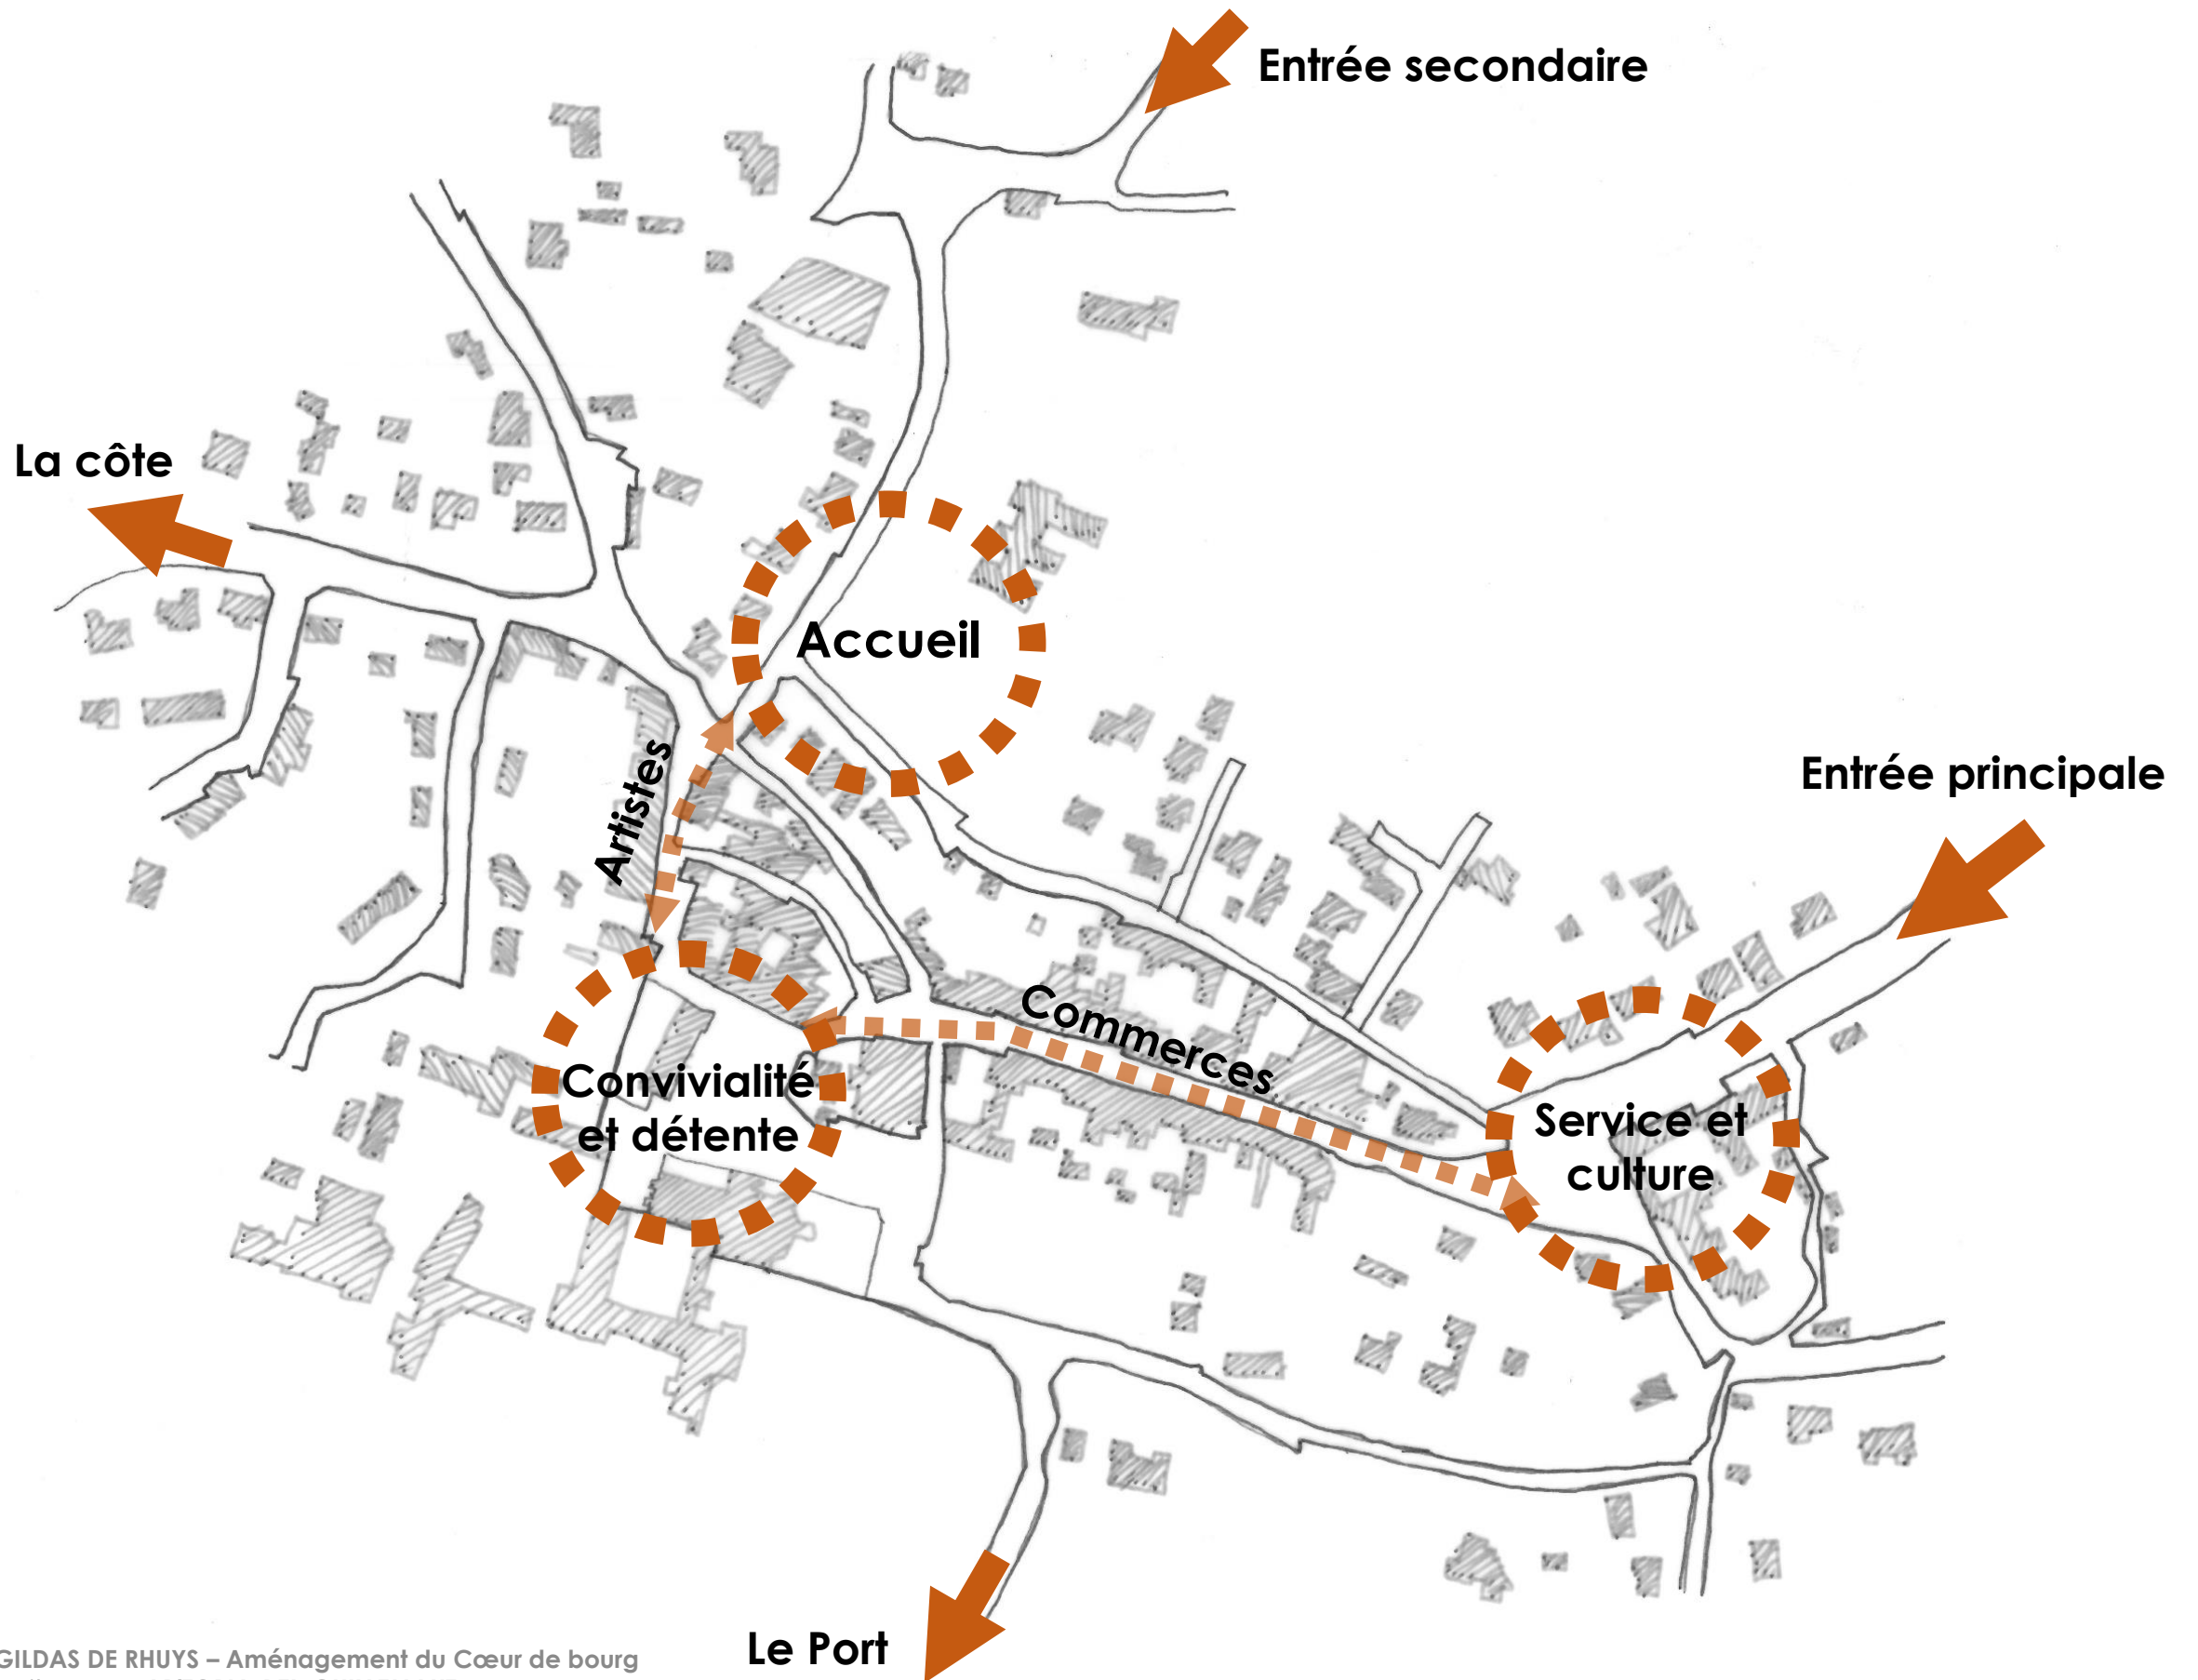 Entrée secondaire
La côte
Accueil
Entrée principale
Artistes
Commerces
Convivialité
et détente
Service et
culture
Le Port
GILDAS DE RHUYS – Aménagement du Cœur de bourg